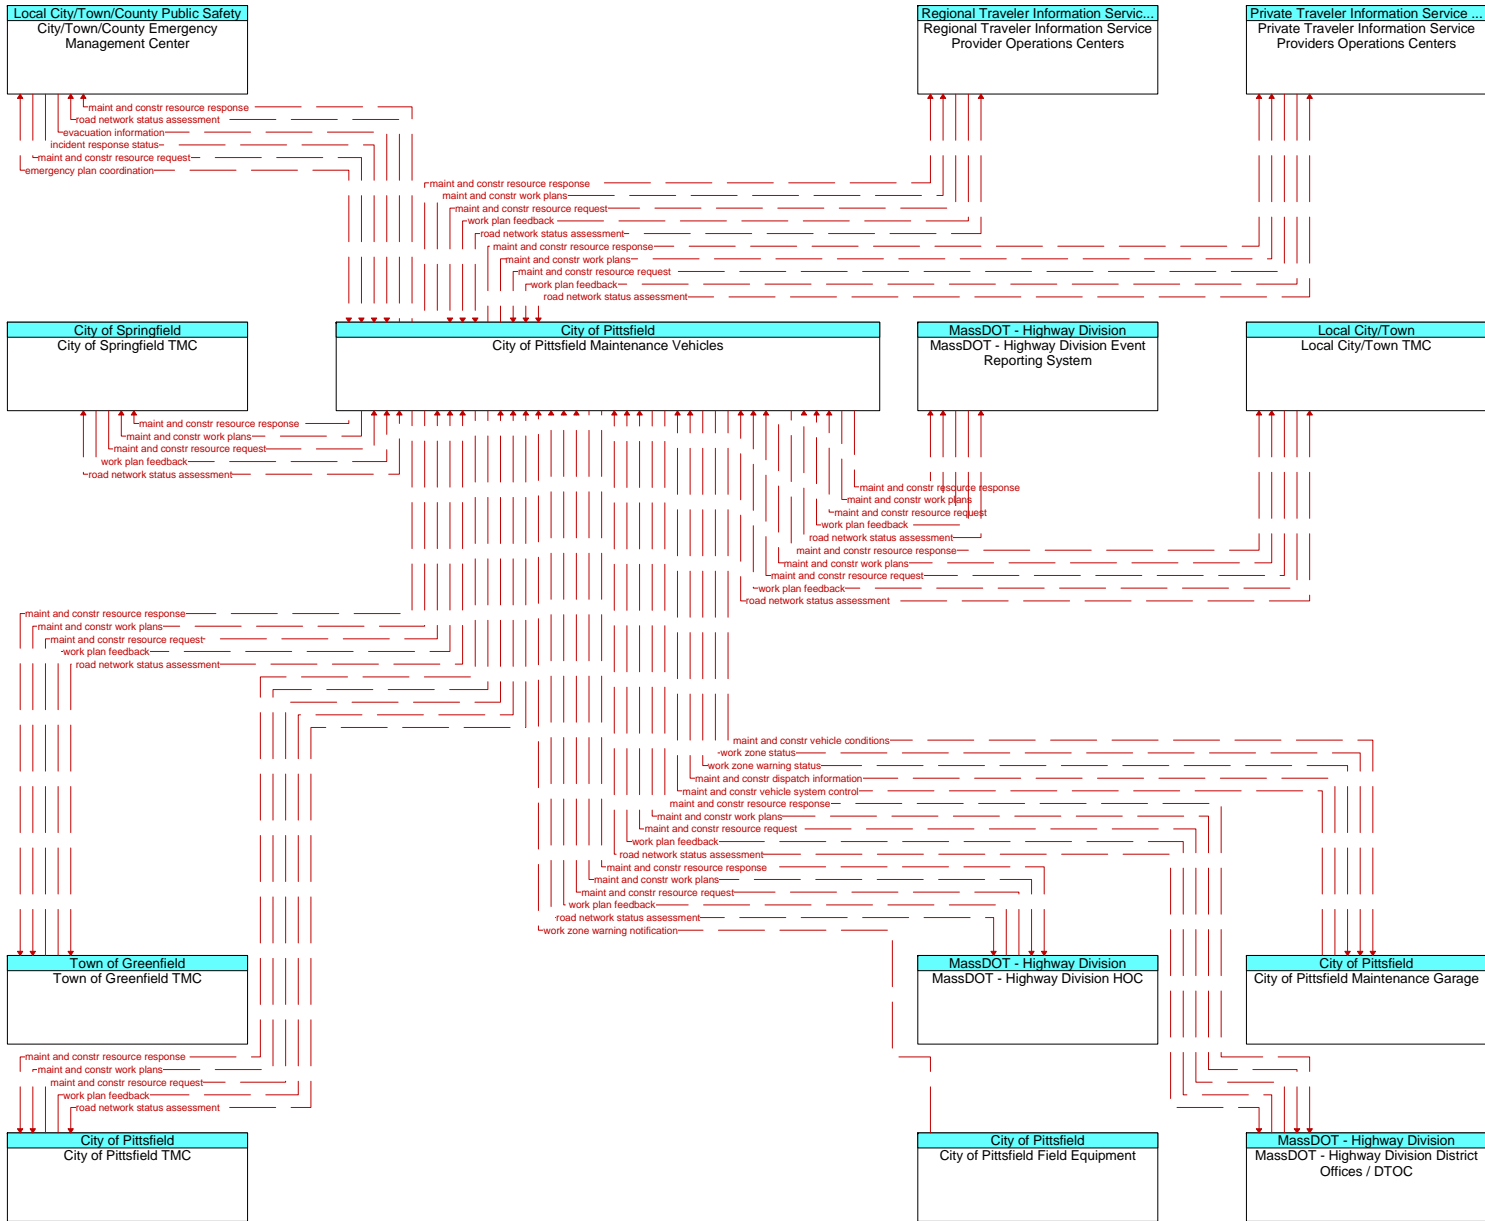 Local City/Town/County Public Safety
City/Town/County Emergency
Management Center
Regional Traveler Information Servic...
Regional Traveler Information Service
Provider Operations Centers
Private Traveler Information Service ...
Private Traveler Information Service
Providers Operations Centers
maint and constr resource response
road network status assessment
evacuation information
incident response status
maint and constr resource request
emergency plan coordination
maint and constr resource response
maint and constr work plans
maint and constr resource request
work plan feedback
road network status assessment
maint and constr resource response
maint and constr work plans
maint and constr resource request
work plan feedback
road network status assessment
City of Springfield
City of Springfield TMC
City of Pittsfield
City of Pittsfield Maintenance Vehicles
MassDOT - Highway Division
MassDOT - Highway Division Event
Reporting System
Local City/Town
Local City/Town TMC
maint and constr resource response
maint and constr work plans
maint and constr resource request
work plan feedback
road network status assessment
maint and constr resource response
maint and constr work plans
maint and constr resource request
work plan feedback
road network status assessment
maint and constr resource response
maint and constr work plans
maint and constr resource request
work plan feedback
road network status assessment
maint and constr resource response
maint and constr work plans
maint and constr resource request
work plan feedback
road network status assessment
maint and constr vehicle conditions
work zone status
work zone warning status
maint and constr dispatch information
maint and constr vehicle system control
maint and constr resource response
maint and constr work plans
maint and constr resource request
work plan feedback
road network status assessment
maint and constr resource response
maint and constr work plans
maint and constr resource request
work plan feedback
road network status assessment
work zone warning notification
Town of Greenfield
Town of Greenfield TMC
MassDOT - Highway Division
MassDOT - Highway Division HOC
City of Pittsfield
City of Pittsfield Maintenance Garage
maint and constr resource response
maint and constr work plans
maint and constr resource request
work plan feedback
road network status assessment
City of Pittsfield
City of Pittsfield TMC
City of Pittsfield
City of Pittsfield Field Equipment
MassDOT - Highway Division
MassDOT - Highway Division District
Offices / DTOC